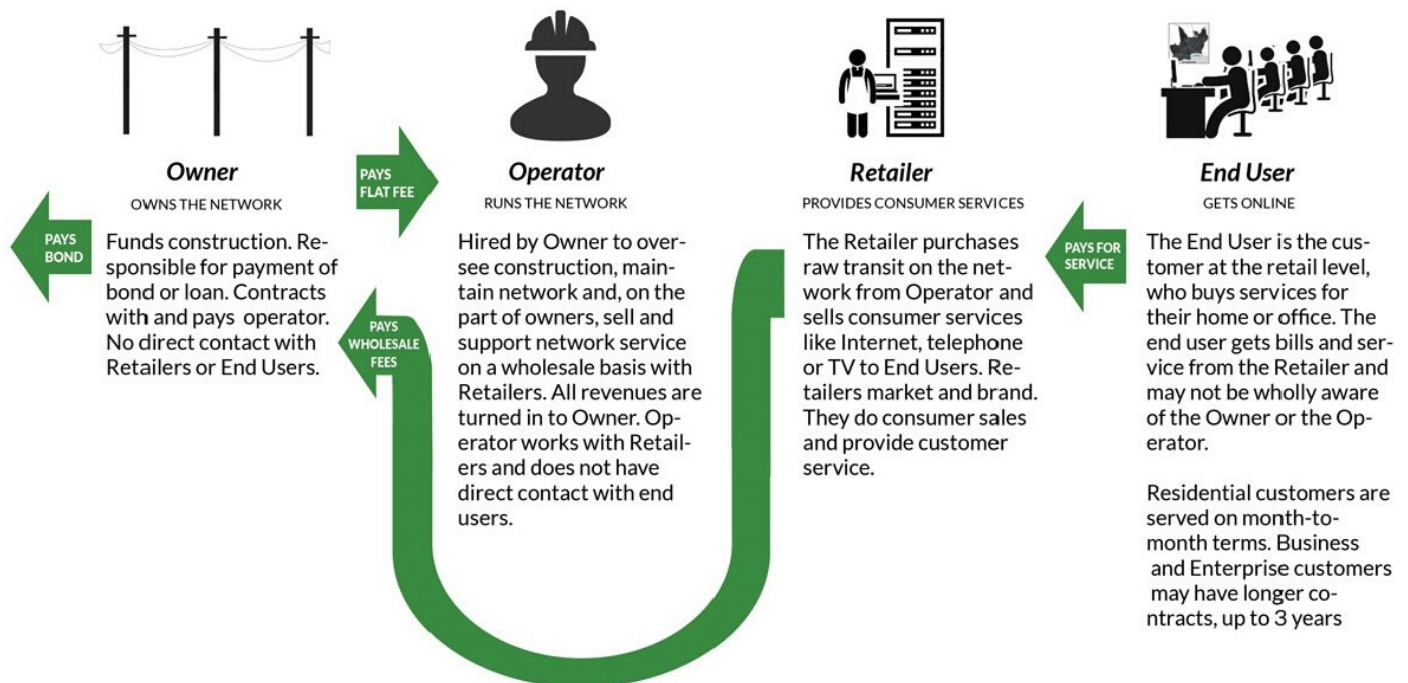 Owner
OWNS THE NETWORK
PAYS
BOND
Funds construction. Re-
sponsible for payment of
bond or loan. Contracts
with and pays operator.
No direct contact with
Retailers or End Users.
PAYS
FLAT FEE
PAYS
WHOLESALE
FEES
Operator
RUNS THE NETWORK
Hired by Owner to over-
see construction, main-
tain network and, on the
part of owners, sell and
support network service
on a wholesale basis with
Retailers. All revenues are
turned in to Owner. Op-
erator works with Retail-
ers and does not have
direct contact with end
users.
Retailer
PROVIDES CONSUMER SERVICES
The Retailer purchases
raw transit on the net-
work from Operator and
sells consumer services
like Internet, telephone
or TV to End Users. Re-
tailers market and brand.
They do consumer sales
and provide customer
service.
PAYS FOR
SERVICE
End User
GETS ONLINE
The End User is the cus-
tomer at the retail level,
who buys services for
their home or office. The
end user gets bills and ser-
vice from the Retailer and
may not be wholly aware
of the Owner or the Op-
erator.
Residential customers are
served on month-to-
month terms. Business
and Enterprise customers
may have longer co-
ntracts, up to 3 years